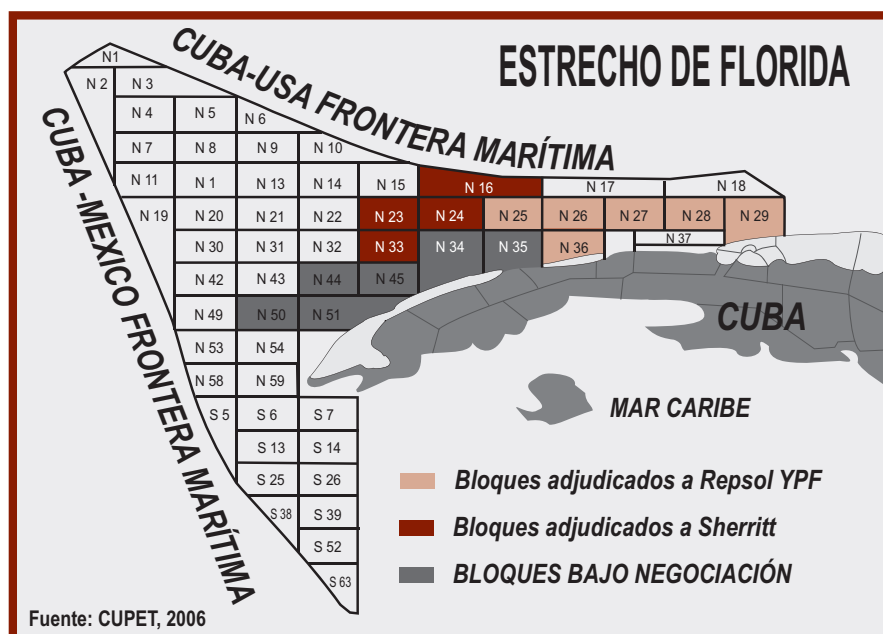 ESTRECHO DE FLORIDA
CUBA-USA FRONTERA MARÍTIMA
CUBA -MEXICO FRONTERA MARÍTIMA
N1
N 2 N 3
N 4 N 5 N 6
N 7 N 8 N 9 N 10
N 11 N 1 N 13 N 14 N 15 N 16 N 17 N 18
N 19 N 20 N 21 N 22 N 23 N 24 N 25 N 26 N 27 N 28 N 29
N 30 N 31 N 32 N 33 N 34 N 35 N 36 N 37
N 42 N 43 N 44 N 45
N 49 N 50 N 51
N 53 N 54
N 58 N 59
S 5 S 6 S 7
S 13 S 14
S 25 S 26
S 38 S 39
S 52
S 63
CUBA
MAR CARIBE
Bloques adjudicados a Repsol YPF
Bloques adjudicados a Sherritt
BLOQUES BAJO NEGOCIACIÓN
Fuente: CUPET, 2006